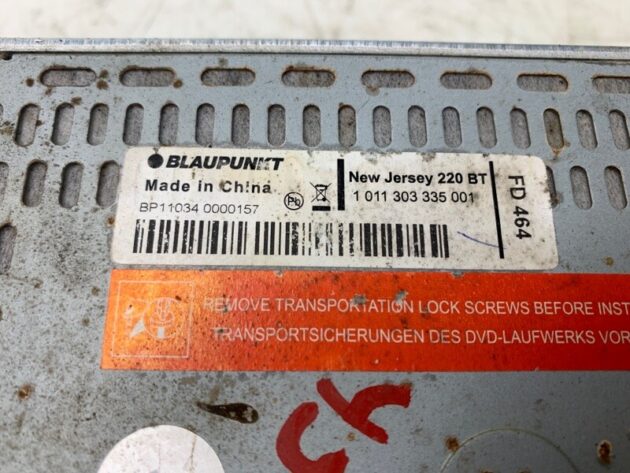 BLAUPUNKT
Made in China
BP11034 0000157
Pb
New Jersey 220 BT
1 011 303 335 001
FD 464
REMOVE TRANSPORTATION LOCK SCREWS BEFORE INST
TRANSPORTSICHERUNGEN DES DVD-LAUFWERKS VOR